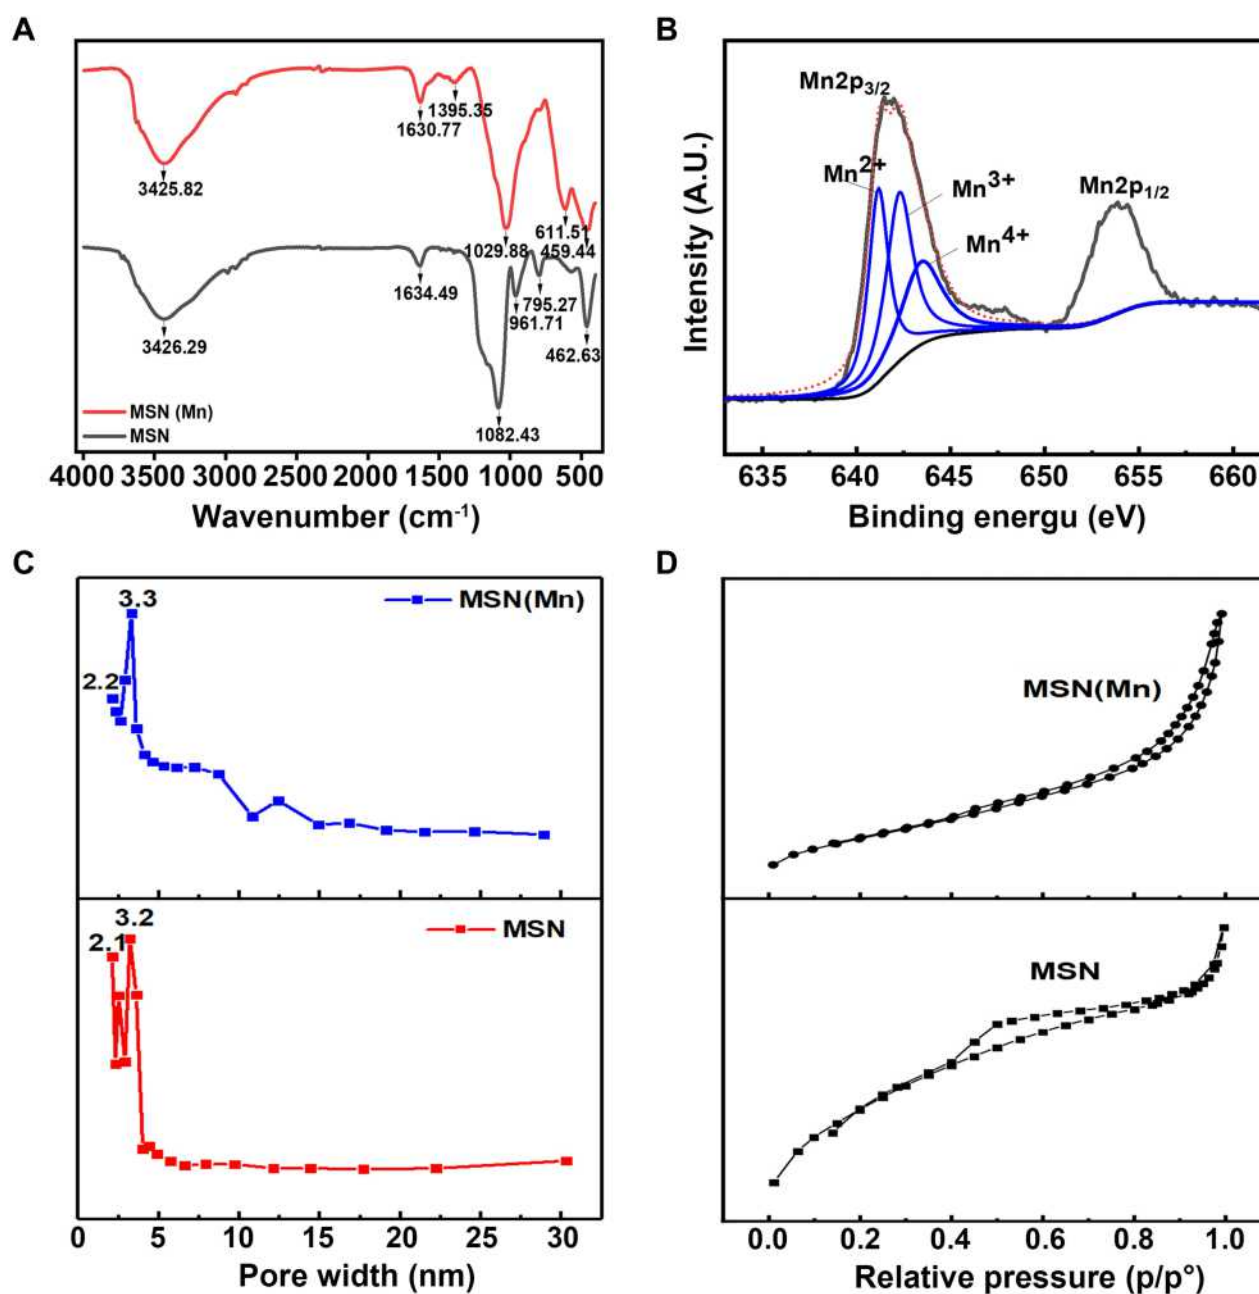 A
3425.82
1630.77
1395.35
1029.88
611.51
459.44
3426.29
1634.49
1082.43
961.71
795.27
462.63
MSN (Mn)
MSN
4000 3500 3000 2500 2000 1500 1000 500
Wavenumber (cm⁻¹)
B
Intensity (A.U.)
Mn2p3/2
Mn2+
Mn3+
Mn4+
Mn2p1/2
635 640 645 650 655 660
Binding energu (eV)
C
3.3
2.2
MSN(Mn)
3.2
2.1
MSN
0 5 10 15 20 25 30
Pore width (nm)
D
MSN(Mn)
MSN
0.0 0.2 0.4 0.6 0.8 1.0
Relative pressure (p/p°)